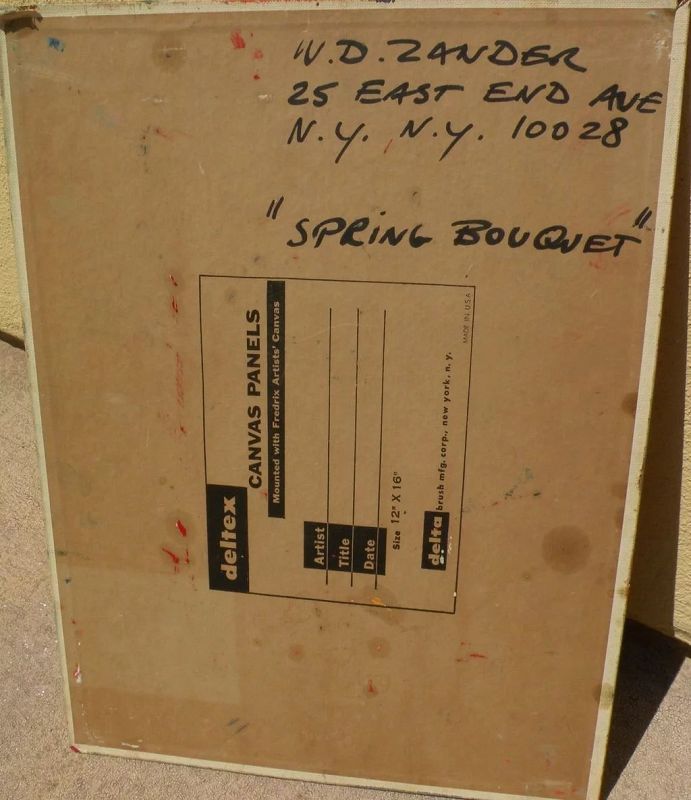 W.D. ZANDER
25 EAST END AVE
N.Y. N.Y. 10028
"SPRING BOUQUET"
deltex
CANVAS PANELS
Mounted with Fredrix Artists' Canvas
Artist
Title
Date
Size 12" X 16"
delta brush mfg. corp., new york, n. y.
MADE IN U.S.A.